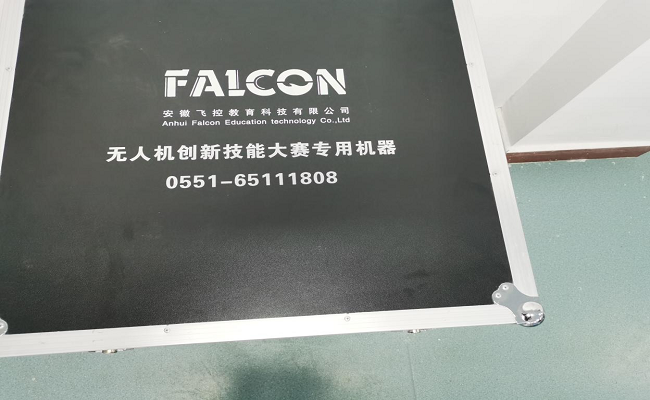 FALCON
安徽飞控教育科技有限公司
Anhui Falcon Education technology Co.,Ltd
无人机创新技能大赛专用机器
0551-65111808